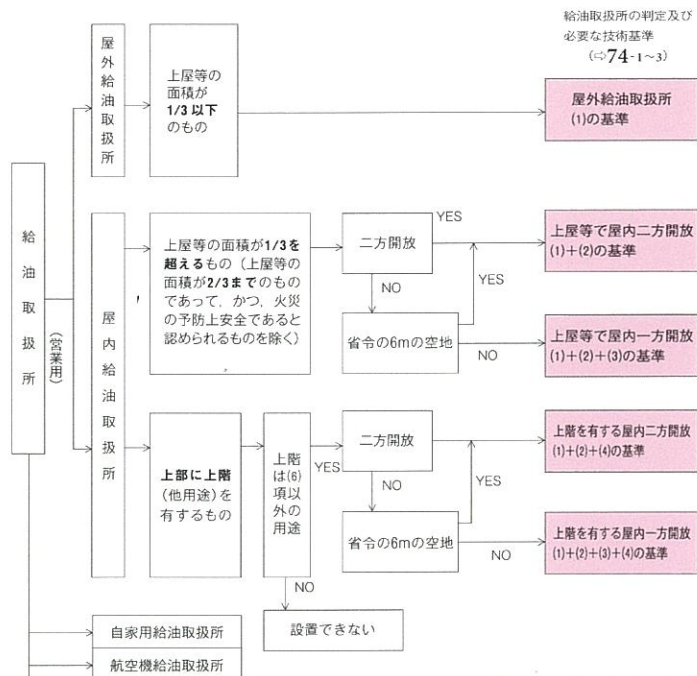 給油取扱所の判定及び
必要な技術基準
(⇨74-1~3)
給油取扱所
(営業用)
屋外給油取扱所
上屋等の
面積が
1/3以下
のもの
屋外給油取扱所
(1)の基準
屋内給油取扱所
上屋等の面積が1/3を
超えるもの(上屋等の
面積が2/3までのもの
であって,かつ,火災
の予防上安全であると
認められるものを除く)
二方開放
YES
NO
省令の6mの空地
YES
NO
上屋等で屋内二方開放
(1)+(2)の基準
上屋等で屋内一方開放
(1)+(2)+(3)の基準
上部に上階
(他用途)を
有するもの
上階は(6)項以外の用途
YES
NO
設置できない
二方開放
NO
省令の6mの空地
YES
NO
上階を有する屋内二方開放
(1)+(2)+(4)の基準
上階を有する屋内一方開放
(1)+(2)+(3)+(4)の基準
自家用給油取扱所
航空機給油取扱所